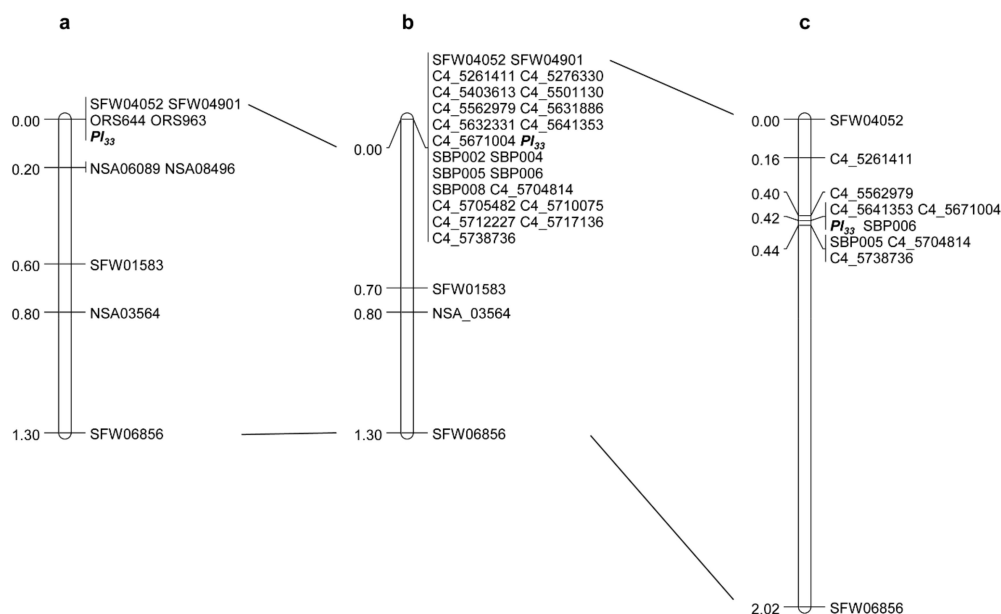 a
SFW04052 SFW04901
0.00 ORS644 ORS963
Pl33
0.20 NSA06089 NSA08496
0.60 SFW01583
0.80 NSA03564
1.30 SFW06856
b
SFW04052 SFW04901
C4_5261411 C4_5276330
C4_5403613 C4_5501130
C4_5562979 C4_5631886
C4_5632331 C4_5641353
C4_5671004 Pl33
0.00 SBP002 SBP004
SBP005 SBP006
SBP008 C4_5704814
C4_5705482 C4_5710075
C4_5712227 C4_5717136
C4_5738736
0.70 SFW01583
0.80 NSA_03564
1.30 SFW06856
c
0.00 SFW04052
0.16 C4_5261411
0.40 C4_5562979
C4_5641353 C4_5671004
0.42 Pl33 SBP006
SBP005 C4_5704814
0.44 C4_5738736
2.02 SFW06856